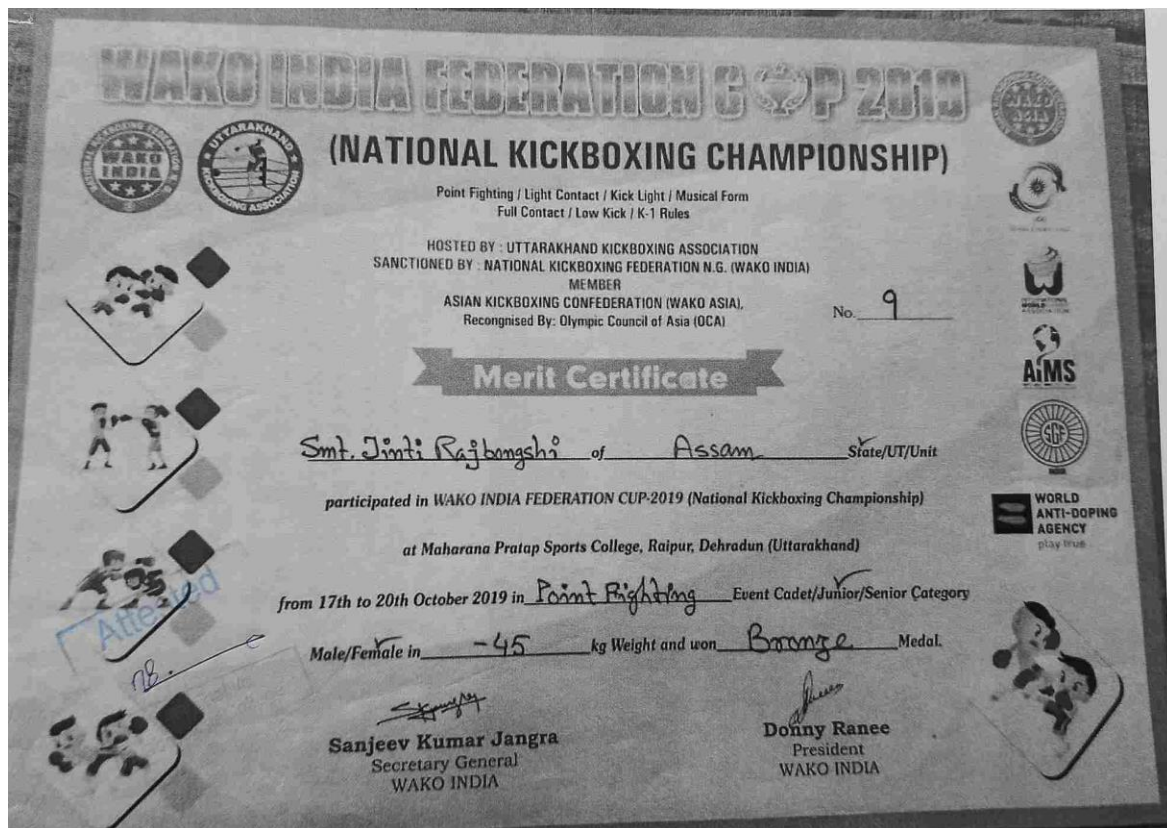 WAKO INDIA FEDERATION CUP 2019
WAKO INDIA
UTTARAKHAND KICKBOXING ASSOCIATION
WAKO ASIA
(NATIONAL KICKBOXING CHAMPIONSHIP)
Point Fighting / Light Contact / Kick Light / Musical Form
Full Contact / Low Kick / K-1 Rules
HOSTED BY : UTTARAKHAND KICKBOXING ASSOCIATION
SANCTIONED BY : NATIONAL KICKBOXING FEDERATION N.G. (WAKO INDIA)
MEMBER
ASIAN KICKBOXING CONFEDERATION (WAKO ASIA),
Recongnised By: Olympic Council of Asia (OCA)
No. 9
Merit Certificate
AiMS
Smt. Jinti Rajbongshi of Assam State/UT/Unit
SGF
INDIA
participated in WAKO INDIA FEDERATION CUP-2019 (National Kickboxing Championship)
WORLD
ANTI-DOPING
AGENCY
play true
at Maharana Pratap Sports College, Raipur, Dehradun (Uttarakhand)
from 17th to 20th October 2019 in Point Fighting Event Cadet/Junior/Senior Category
Attested
Male/Female in -45 kg Weight and won Bronze Medal.
Sanjeev Kumar Jangra
Secretary General
WAKO INDIA
Donny Ranee
President
WAKO INDIA